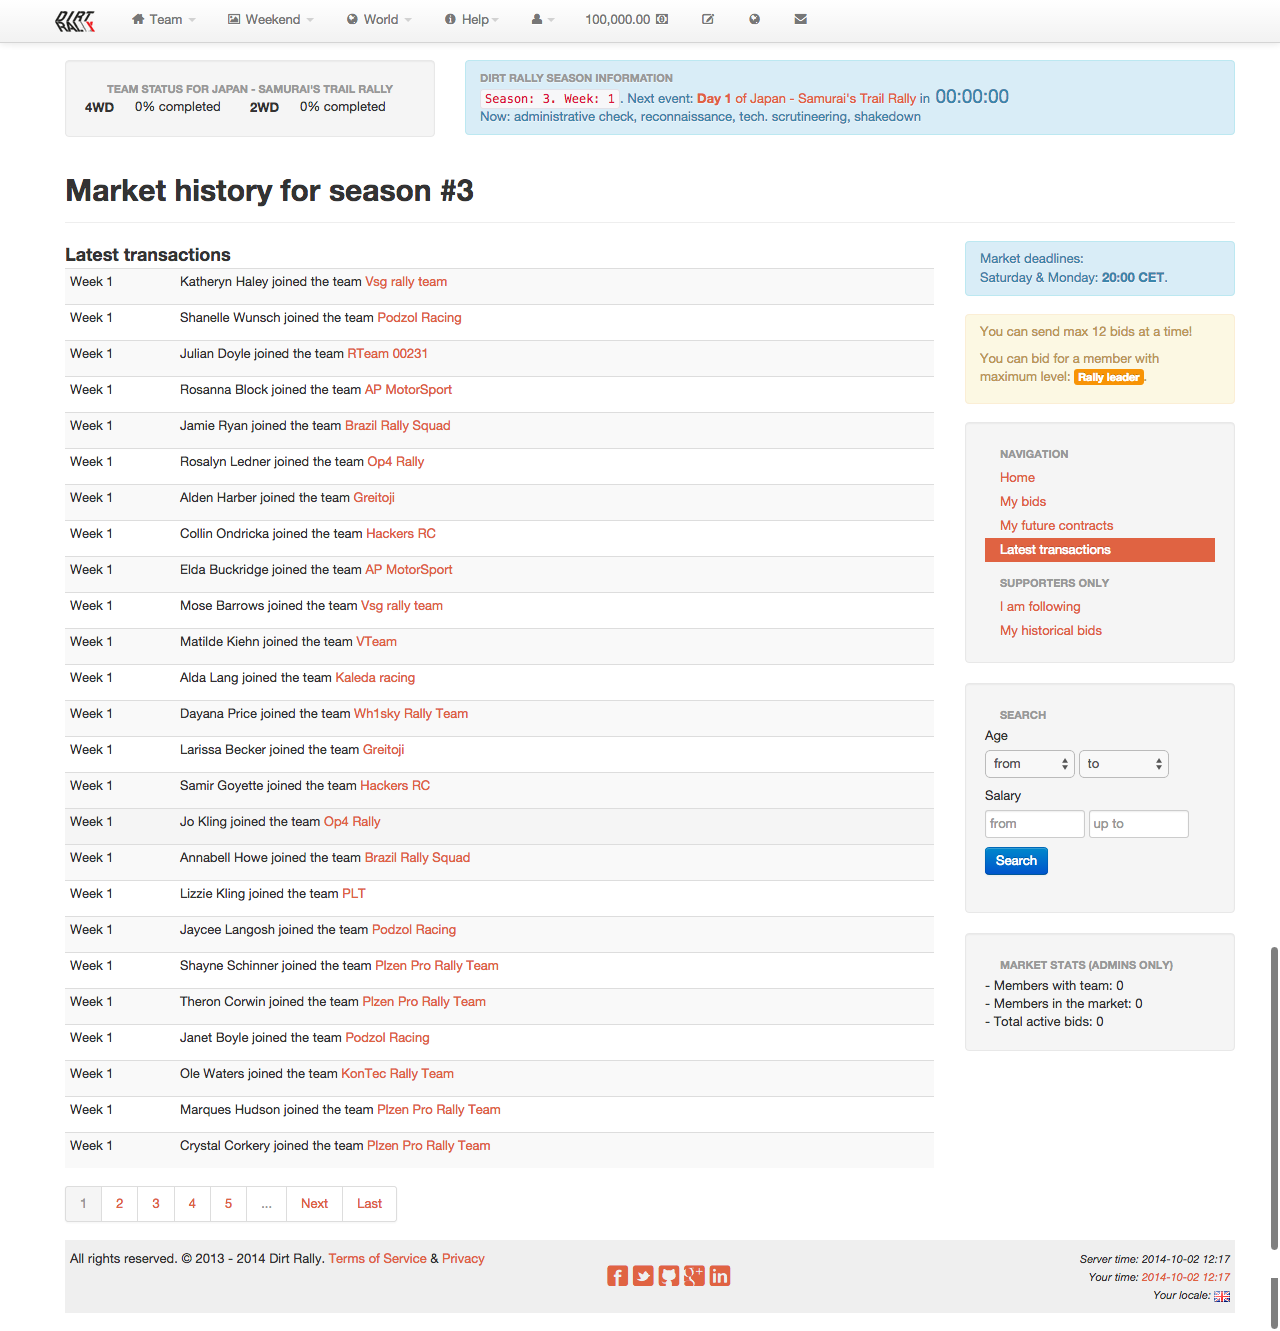 DIRT RALLY Team Weekend World Help 100,000.00
TEAM STATUS FOR JAPAN - SAMURAI'S TRAIL RALLY
4WD 0% completed 2WD 0% completed
DIRT RALLY SEASON INFORMATION
Season: 3. Week: 1. Next event: Day 1 of Japan - Samurai's Trail Rally in 00:00:00
Now: administrative check, reconnaissance, tech. scrutineering, shakedown
Market history for season #3
Latest transactions
Week 1 Katheryn Haley joined the team Vsg rally team
Week 1 Shanelle Wunsch joined the team Podzol Racing
Week 1 Julian Doyle joined the team RTeam 00231
Week 1 Rosanna Block joined the team AP MotorSport
Week 1 Jamie Ryan joined the team Brazil Rally Squad
Week 1 Rosalyn Ledner joined the team Op4 Rally
Week 1 Alden Harber joined the team Greitoji
Week 1 Collin Ondricka joined the team Hackers RC
Week 1 Elda Buckridge joined the team AP MotorSport
Week 1 Mose Barrows joined the team Vsg rally team
Week 1 Matilde Kiehn joined the team VTeam
Week 1 Alda Lang joined the team Kaleda racing
Week 1 Dayana Price joined the team Wh1sky Rally Team
Week 1 Larissa Becker joined the team Greitoji
Week 1 Samir Goyette joined the team Hackers RC
Week 1 Jo Kling joined the team Op4 Rally
Week 1 Annabell Howe joined the team Brazil Rally Squad
Week 1 Lizzie Kling joined the team PLT
Week 1 Jaycee Langosh joined the team Podzol Racing
Week 1 Shayne Schinner joined the team Plzen Pro Rally Team
Week 1 Theron Corwin joined the team Plzen Pro Rally Team
Week 1 Janet Boyle joined the team Podzol Racing
Week 1 Ole Waters joined the team KonTec Rally Team
Week 1 Marques Hudson joined the team Plzen Pro Rally Team
Week 1 Crystal Corkery joined the team Plzen Pro Rally Team
1 2 3 4 5 ... Next Last
Market deadlines:
Saturday & Monday: 20:00 CET.
You can send max 12 bids at a time!
You can bid for a member with
maximum level: Rally leader.
NAVIGATION
Home
My bids
My future contracts
Latest transactions
SUPPORTERS ONLY
I am following
My historical bids
SEARCH
Age
from to
Salary
from up to
Search
MARKET STATS (ADMINS ONLY)
- Members with team: 0
- Members in the market: 0
- Total active bids: 0
All rights reserved. © 2013 - 2014 Dirt Rally. Terms of Service & Privacy
Server time: 2014-10-02 12:17
Your time: 2014-10-02 12:17
Your locale: